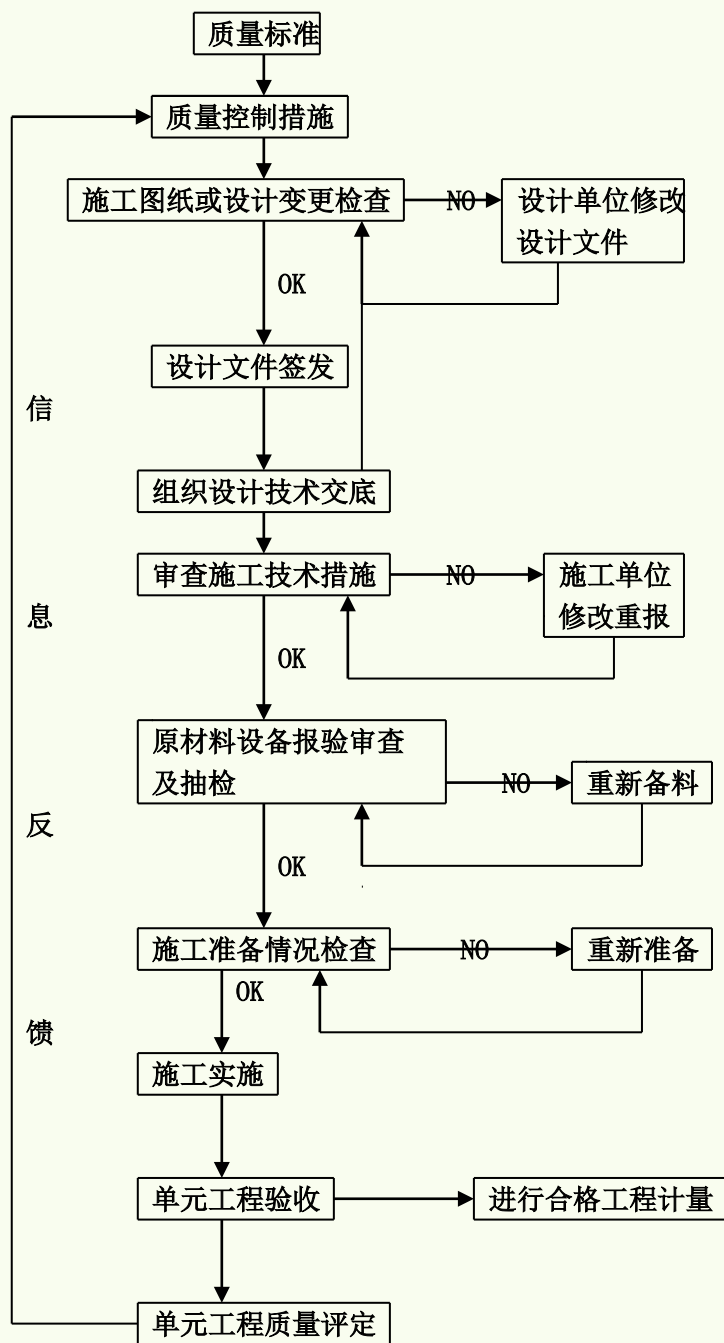 质量标准
质量控制措施
施工图纸或设计变更检查
NO
设计单位修改
设计文件
OK
设计文件签发
信
组织设计技术交底
审查施工技术措施
NO
施工单位
修改重报
息
OK
原材料设备报验审查
及抽检
NO
重新备料
反
OK
施工准备情况检查
NO
重新准备
OK
馈
施工实施
单元工程验收
进行合格工程计量
单元工程质量评定